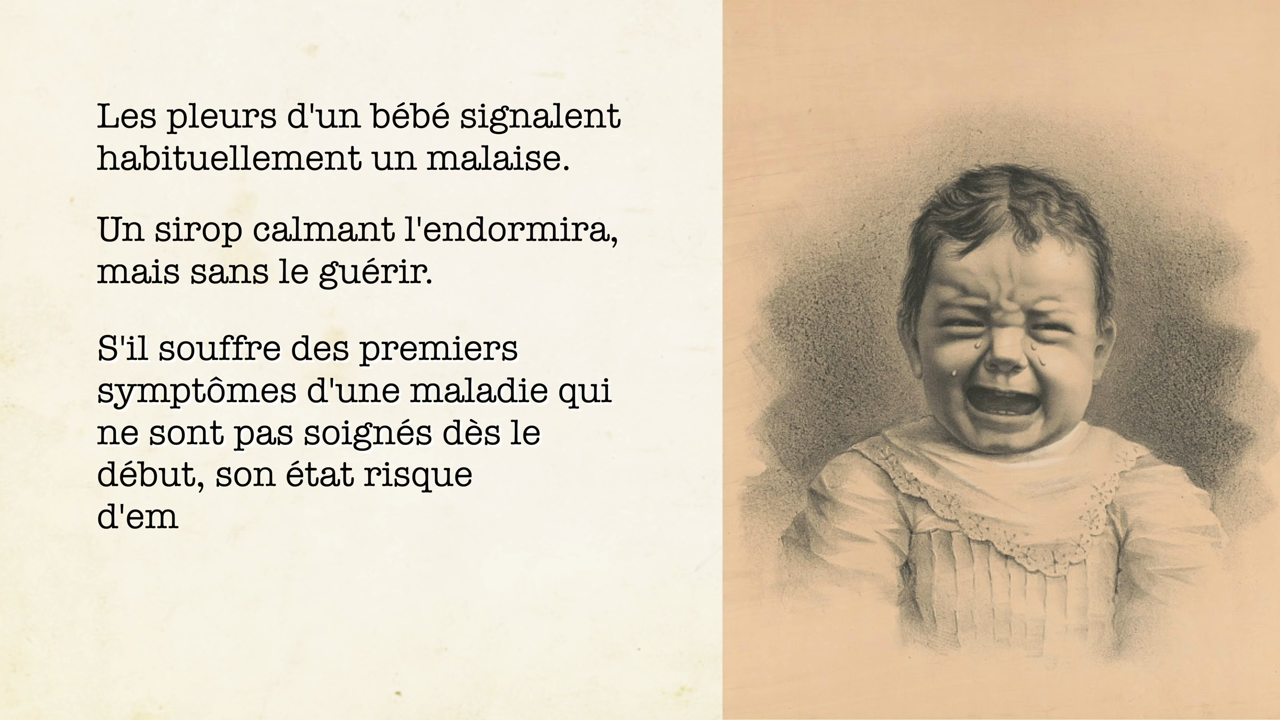 Les pleurs d'un bébé signalent
habituellement un malaise.
Un sirop calmant l'endormira,
mais sans le guérir.
S'il souffre des premiers
symptômes d'une maladie qui
ne sont pas soignés dès le
début, son état risque
d'em